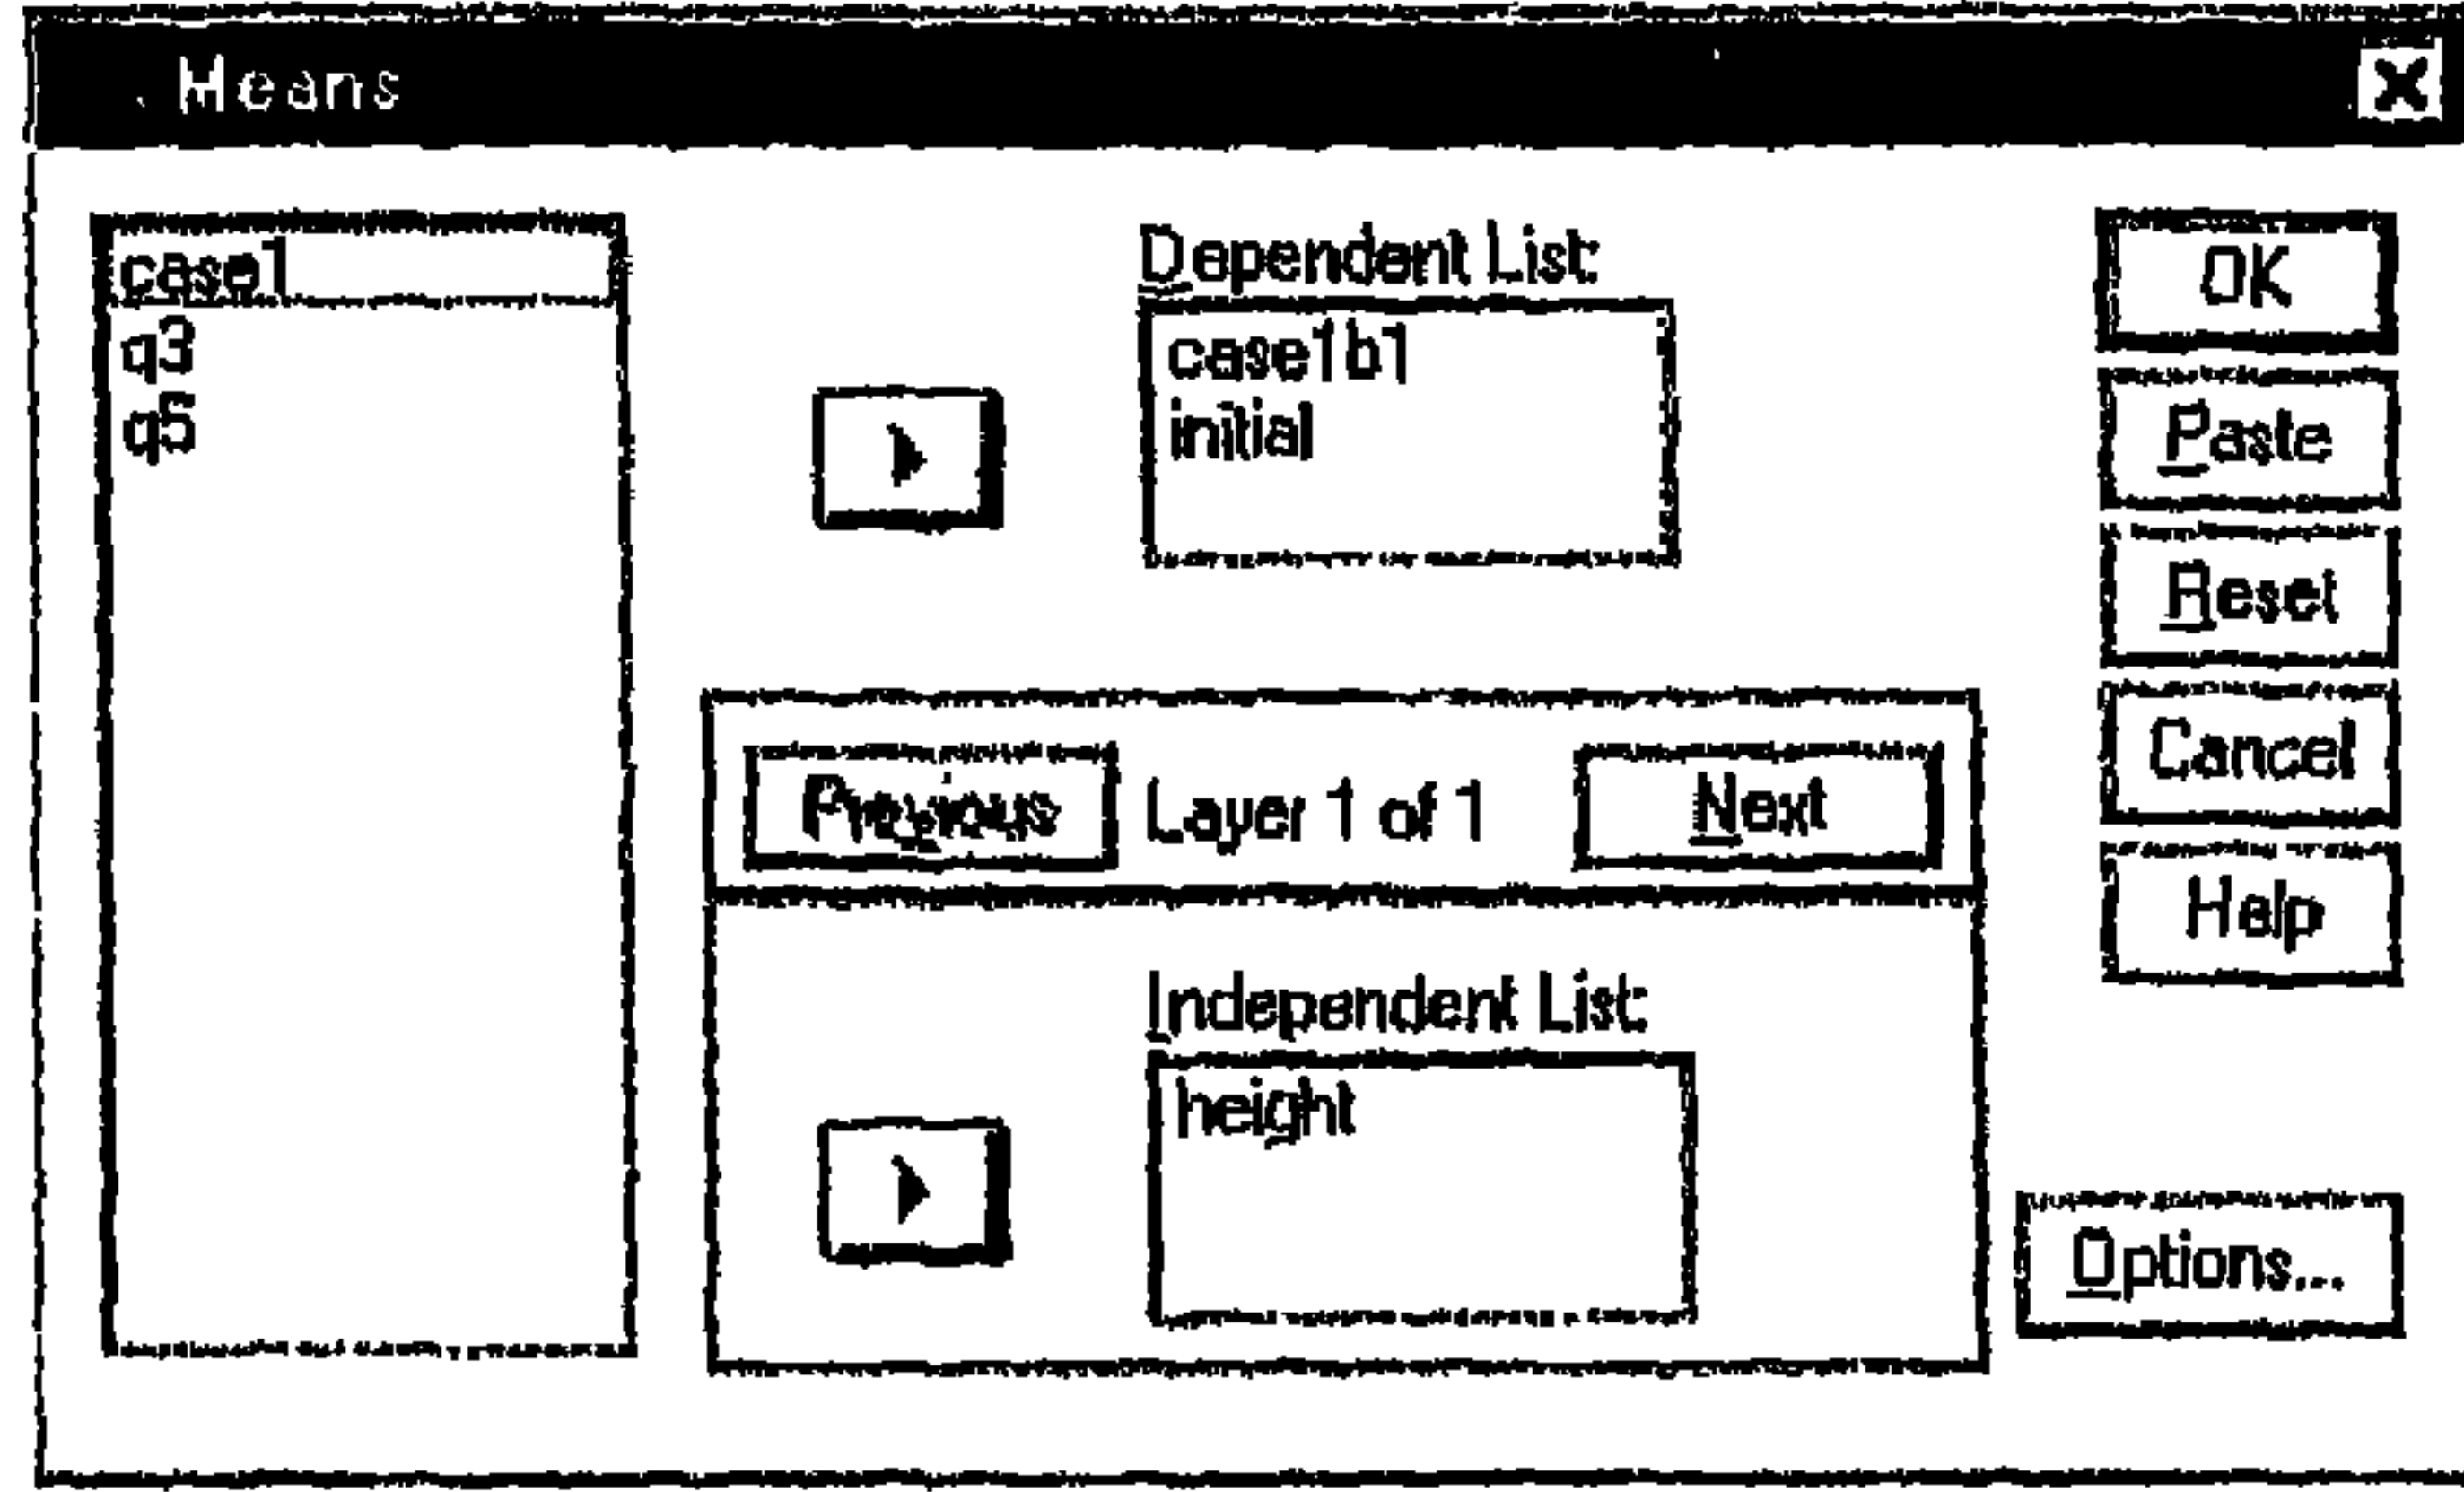 Means
case1
q3
q5
Dependent List:
case1b1
initial
OK
Paste
Reset
Cancel
Help
Previous
Layer 1 of 1
Next
Independent List:
height
Options...